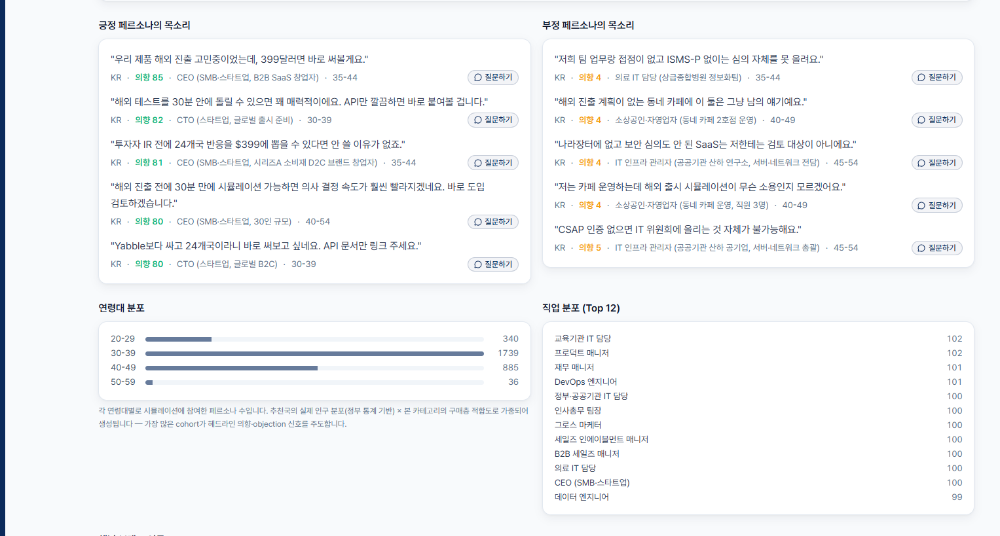 긍정 페르소나의 목소리
"우리 제품 해외 진출 고민중이었는데, 399달러면 바로 써볼게요."
KR · 의향 85 · CEO (SMB·스타트업, B2B SaaS 창업자) · 35-44
질문하기
"해외 테스트를 30분 안에 돌릴 수 있으면 꽤 매력적이에요. API만 깔끔하면 바로 붙여볼 겁니다."
KR · 의향 82 · CTO (스타트업, 글로벌 출시 준비) · 30-39
질문하기
"투자자 IR 전에 24개국 반응을 $399에 뽑을 수 있다면 안 쓸 이유가 없죠."
KR · 의향 81 · CEO (SMB·스타트업, 시리즈A 소비재 D2C 브랜드 창업자) · 35-44
질문하기
"해외 진출 전에 30분 만에 시뮬레이션 가능하면 의사 결정 속도가 훨씬 빨라지겠네요. 바로 도입
검토하겠습니다."
KR · 의향 80 · CEO (SMB·스타트업, 30인 규모) · 40-54
질문하기
"Yabble보다 싸고 24개국이라니 바로 써보고 싶네요. API 문서만 링크 주세요."
KR · 의향 80 · CTO (스타트업, 글로벌 B2C) · 30-39
질문하기
부정 페르소나의 목소리
"저희 팀 업무랑 접점이 없고 ISMS-P 없이는 심의 자체를 못 올려요."
KR · 의향 4 · 의료 IT 담당 (상급종합병원 정보화팀) · 35-44
질문하기
"해외 진출 계획이 없는 동네 카페에 이 툴은 그냥 남의 얘기예요."
KR · 의향 4 · 소상공인·자영업자 (동네 카페 2호점 운영) · 40-49
질문하기
"나라장터에 없고 보안 심의도 안 된 SaaS는 저한테는 검토 대상이 아니에요."
KR · 의향 4 · IT 인프라 관리자 (공공기관 산하 연구소, 서버·네트워크 전담) · 45-54
질문하기
"저는 카페 운영하는데 해외 출시 시뮬레이션이 무슨 소용인지 모르겠어요."
KR · 의향 4 · 소상공인·자영업자 (동네 카페 운영, 직원 3명) · 40-49
질문하기
"CSAP 인증 없으면 IT 위원회에 올리는 것 자체가 불가능해요."
KR · 의향 5 · IT 인프라 관리자 (공공기관 산하 공기업, 서버·네트워크 총괄) · 45-54
질문하기
연령대 분포
20-29 340
30-39 1739
40-49 885
50-59 36
각 연령대별로 시뮬레이션에 참여한 페르소나 수입니다. 추천국의 실제 인구 분포(정부 통계 기반) × 본 카테고리의 구매층 적합도로 가중되어
생성됩니다 — 가장 많은 cohort가 헤드라인 의향·objection 신호를 주도합니다.
직업 분포 (Top 12)
교육기관 IT 담당 102
프로덕트 매니저 102
재무 매니저 101
DevOps 엔지니어 101
정부·공공기관 IT 담당 100
인사총무 팀장 100
그로스 마케터 100
세일즈 인에이블먼트 매니저 100
B2B 세일즈 매니저 100
의료 IT 담당 100
CEO (SMB·스타트업) 100
데이터 엔지니어 99